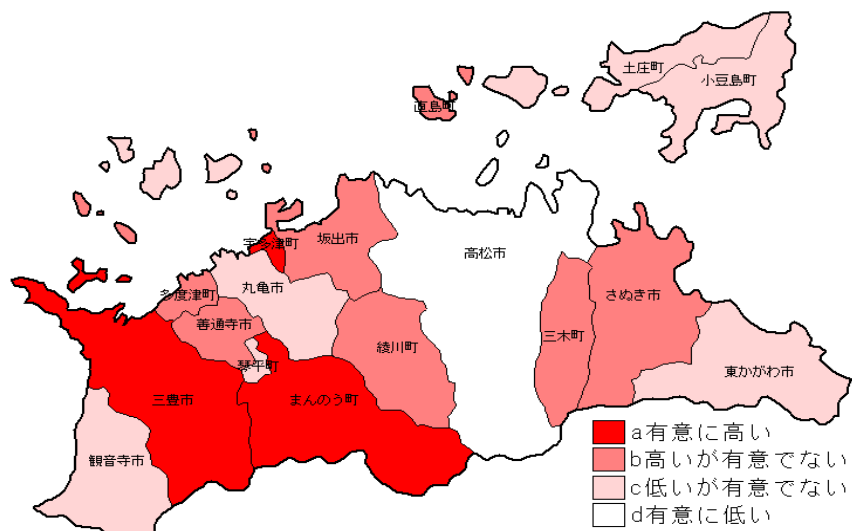 土庄町
小豆島町
直島町
宇多津町
坂出市
高松市
丸亀市
多度津町
さぬき市
善通寺市
三木町
綾川町
琴平町
東かがわ市
三豊市
まんのう町
観音寺市
a有意に高い
b高いが有意でない
c低いが有意でない
d有意に低い